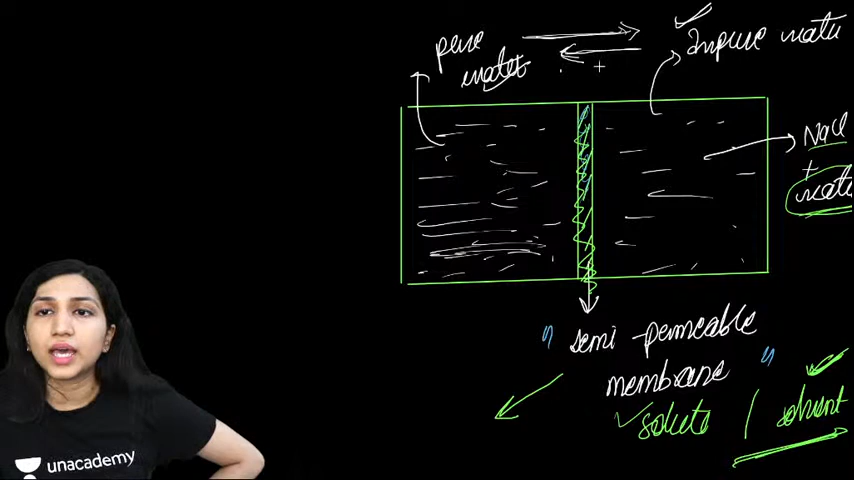 pure
water
Impure water
NaCl
+
water
semi-permeable
membrane
solute / solvent
unacademy